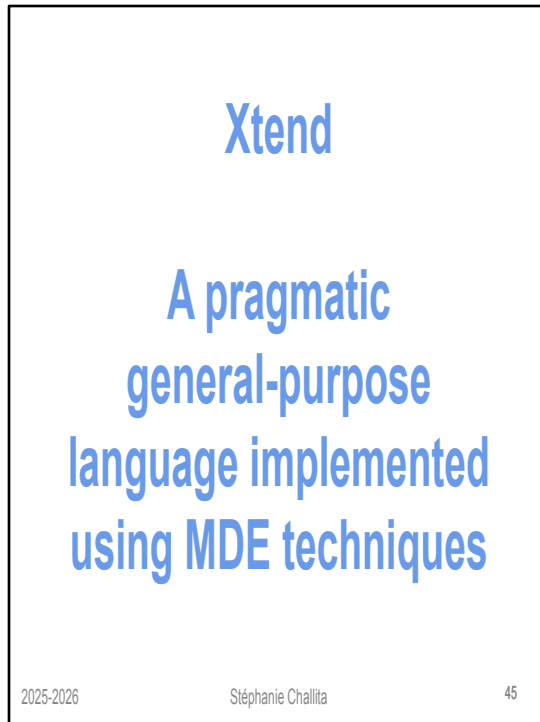 Xtend
A pragmatic
general-purpose
language implemented
using MDE techniques
2025-2026 Stéphanie Challita 45